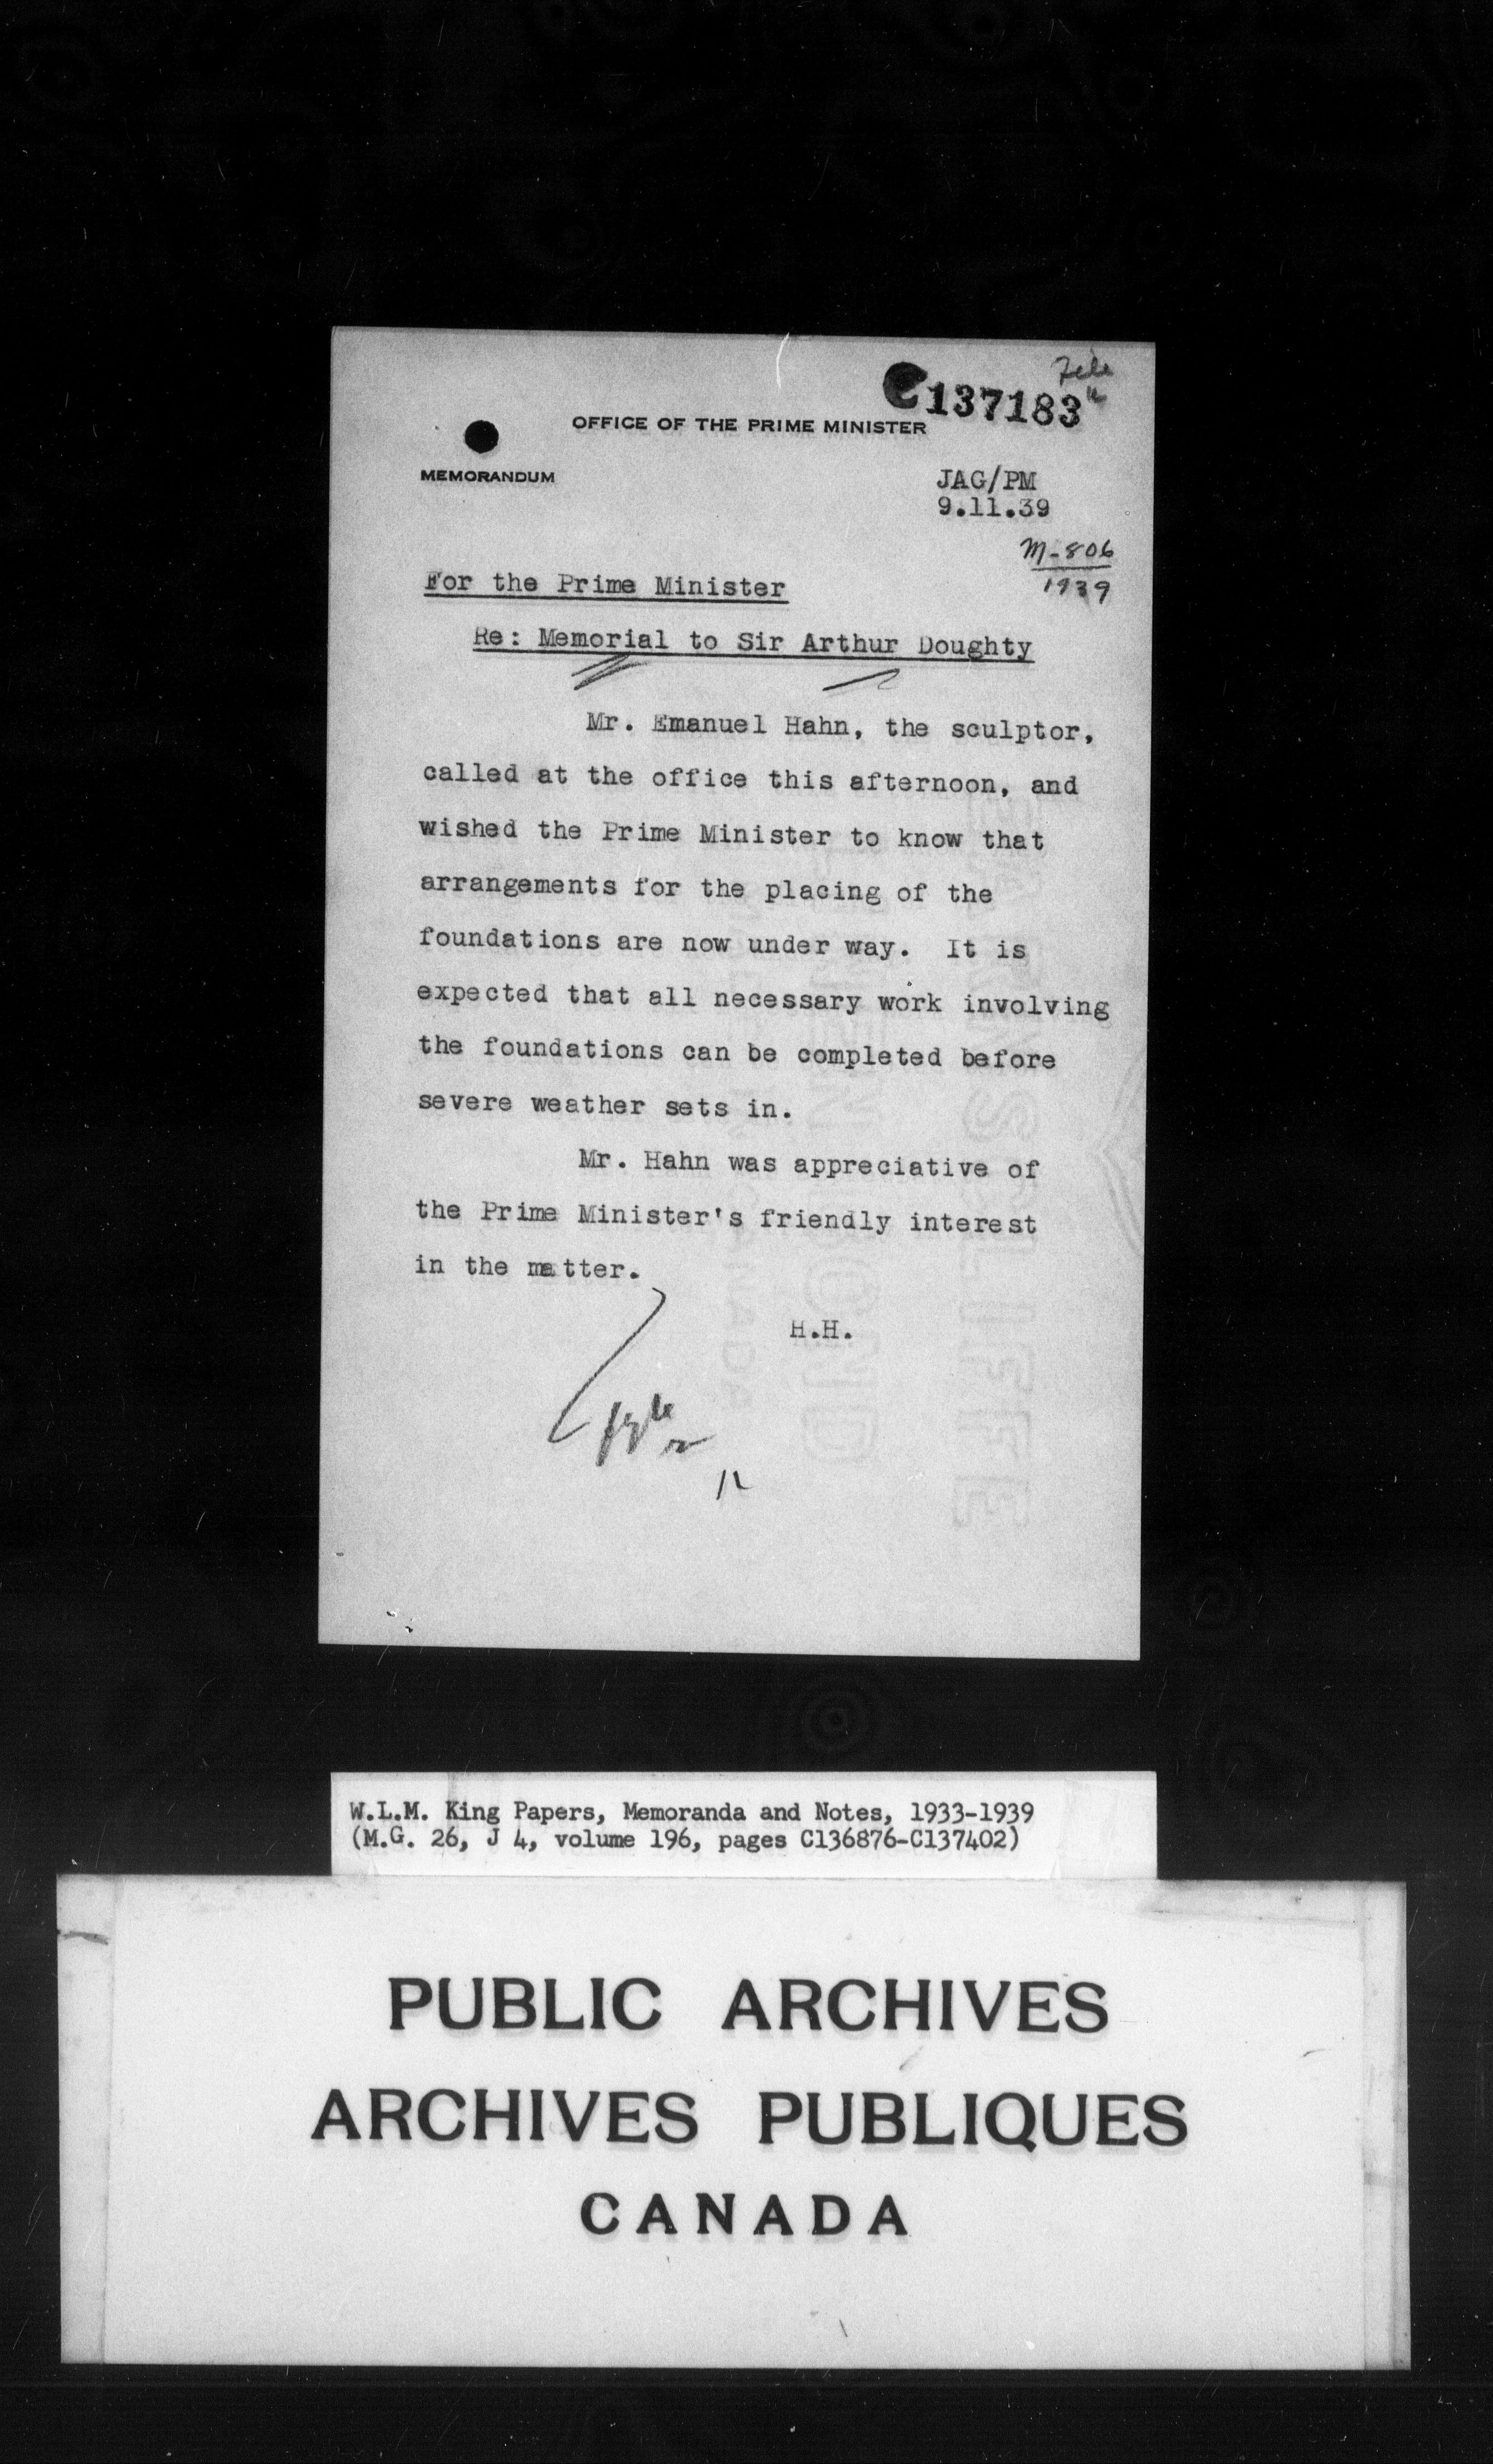 File
C137183
OFFICE OF THE PRIME MINISTER
MEMORANDUM
JAG/PM
9.11.39
M-806
1939
For the Prime Minister
Re: Memorial to Sir Arthur Doughty
Mr. Emanuel Hahn, the sculptor,
called at the office this afternoon, and
wished the Prime Minister to know that
arrangements for the placing of the
foundations are now under way. It is
expected that all necessary work involving
the foundations can be completed before
severe weather sets in.
Mr. Hahn was appreciative of
the Prime Minister's friendly interest
in the matter.
H.H.
W.L.M. King Papers, Memoranda and Notes, 1933-1939
(M.G. 26, J 4, volume 196, pages C136876-C137402)
PUBLIC ARCHIVES
ARCHIVES PUBLIQUES
CANADA